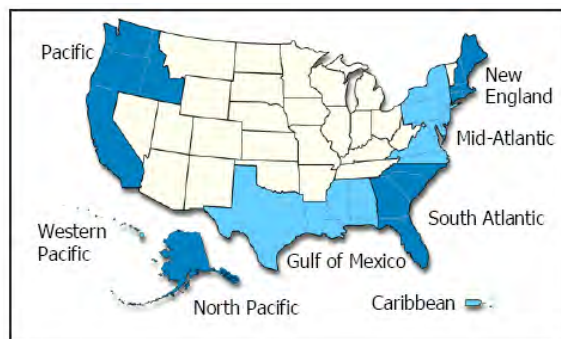 Pacific
New
England
Mid-Atlantic
South Atlantic
Western
Pacific
Gulf of Mexico
North Pacific
Caribbean